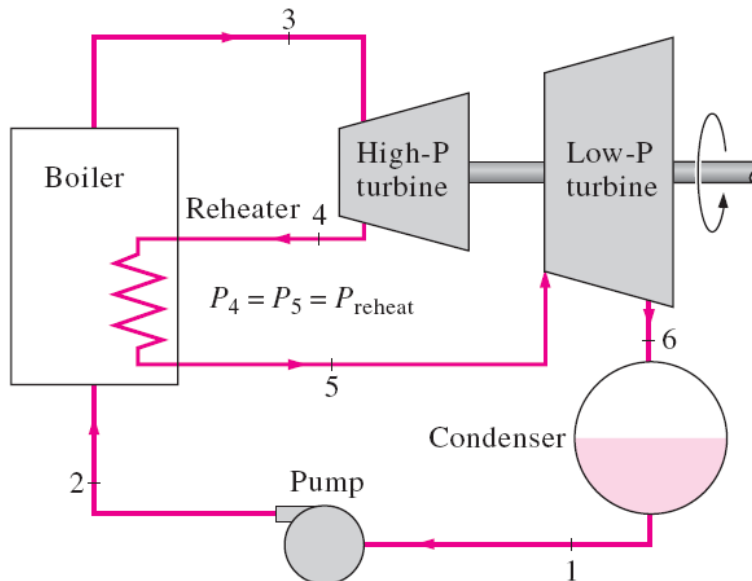 3
High-P
turbine
Low-P
turbine
Boiler
Reheater
4
P4 = P5 = Preheat
5
6
Condenser
2
Pump
1